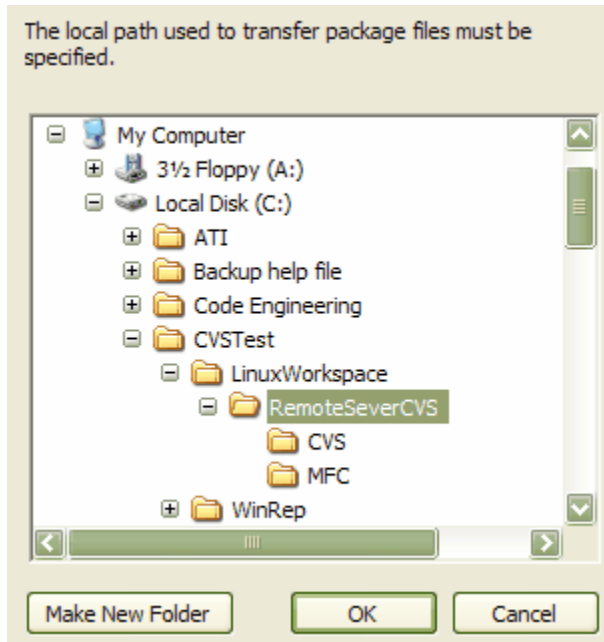 The local path used to transfer package files must be
specified.
My Computer
3½ Floppy (A:)
Local Disk (C:)
ATI
Backup help file
Code Engineering
CVSTest
LinuxWorkspace
RemoteSeverCVS
CVS
MFC
WinRep
Make New Folder
OK
Cancel